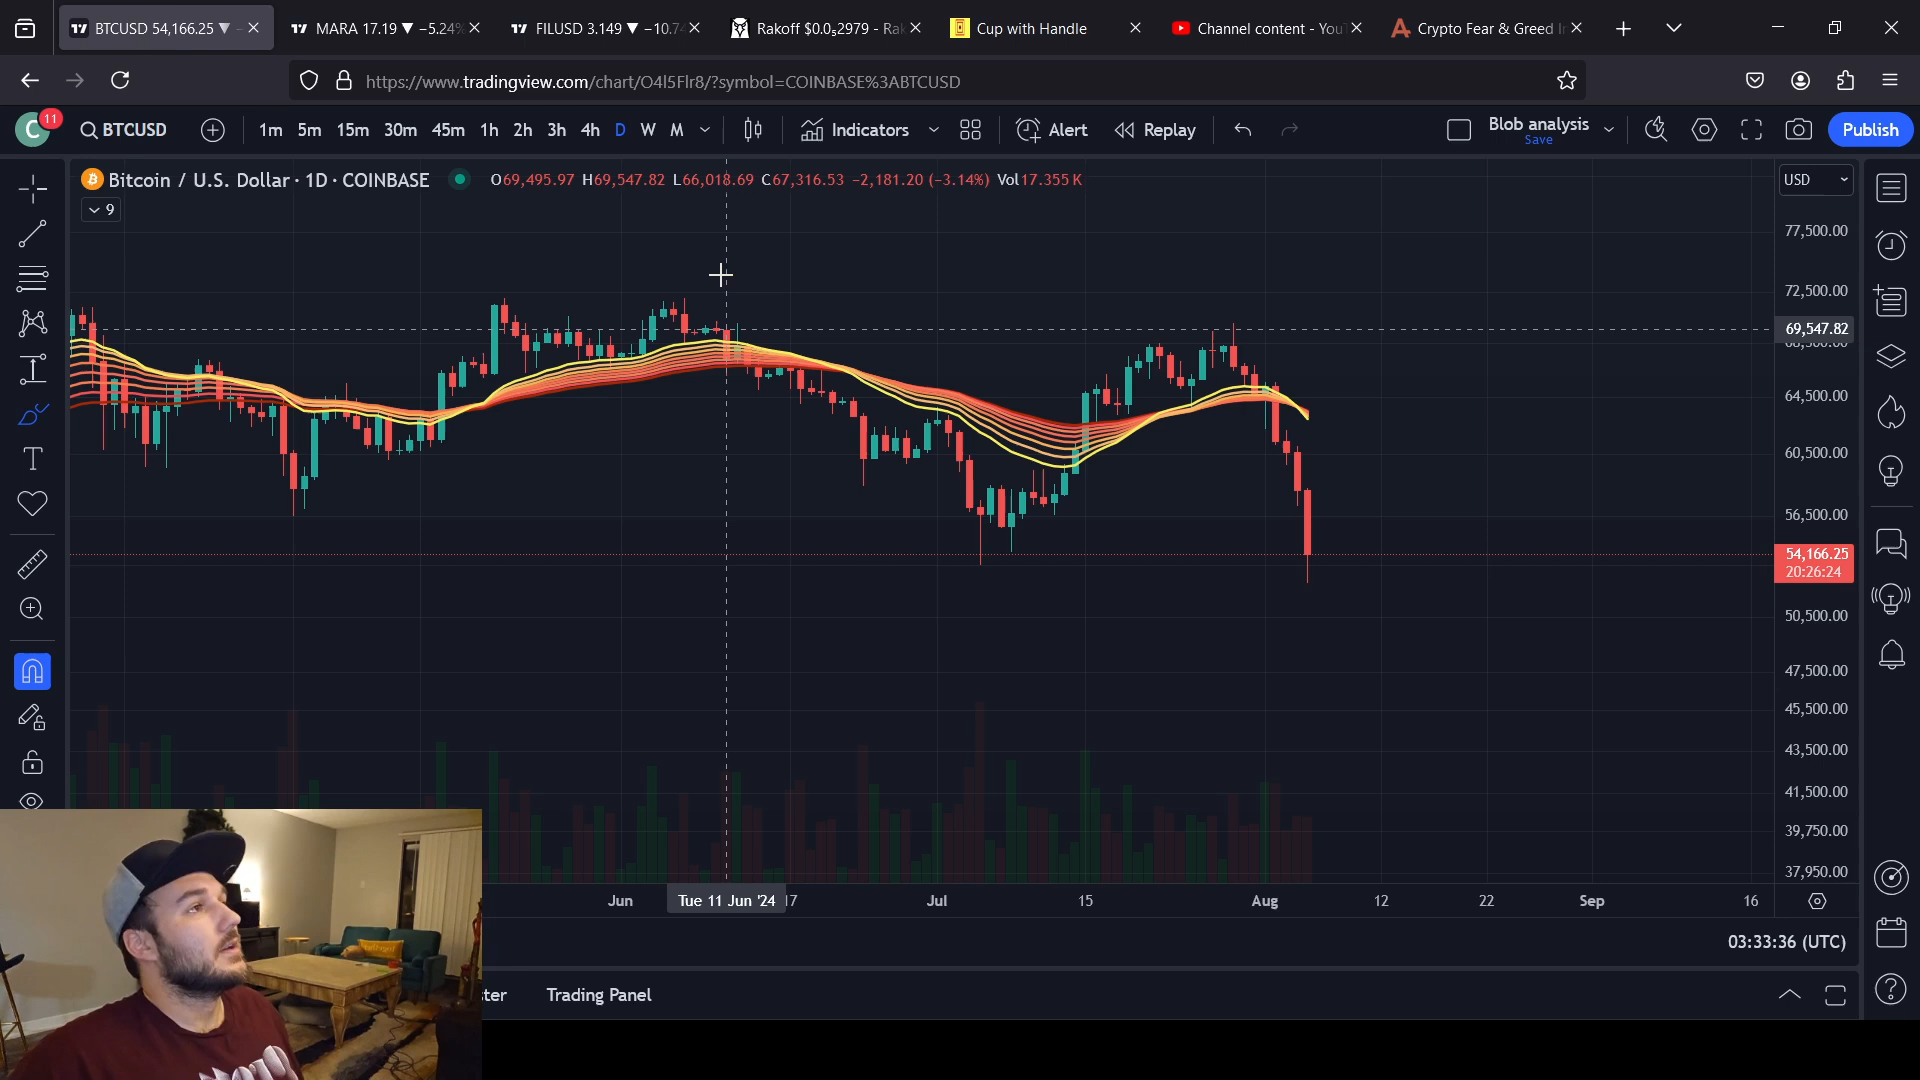 BTCUSD 54,166.25 ▼ -
MARA 17.19 ▼ −5.24%
FILUSD 3.149 ▼ −10.7
Rakoff $0.0₅2979 - Rak
Cup with Handle
Channel content - You
Crypto Fear & Greed I
https://www.tradingview.com/chart/O4l5Flr8/?symbol=COINBASE%3ABTCUSD
C
11
BTCUSD
1m 5m 15m 30m 45m 1h 2h 3h 4h D W M
Indicators
Alert
Replay
Blob analysis
Save
Publish
Bitcoin / U.S. Dollar · 1D · COINBASE
O69,495.97 H69,547.82 L66,018.69 C67,316.53 −2,181.20 (−3.14%) Vol17.355 K
USD
9
77,500.00
72,500.00
69,547.82
64,500.00
60,500.00
56,500.00
54,166.25
20:26:24
50,500.00
47,500.00
45,500.00
43,500.00
41,500.00
39,750.00
37,950.00
Jun
Tue 11 Jun '24
17
Jul
15
Aug
12
22
Sep
16
03:33:36 (UTC)
ster
Trading Panel